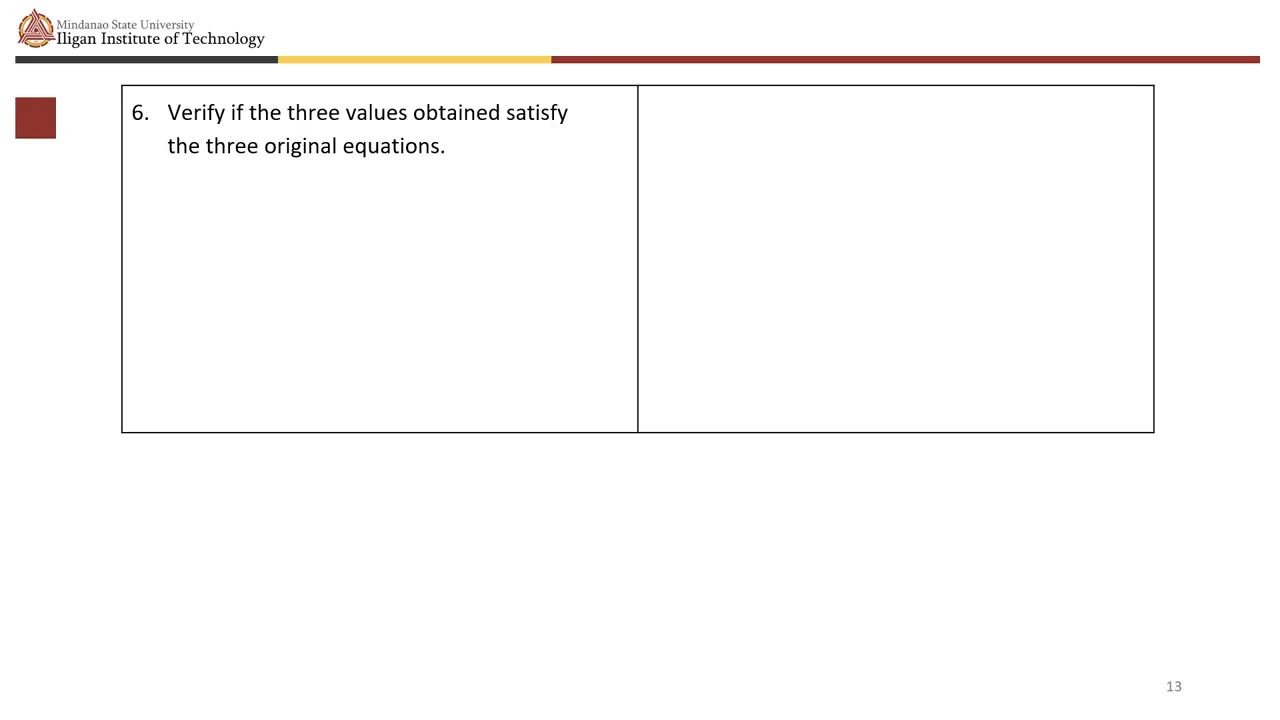 Mindanao State University
Iligan Institute of Technology
6. Verify if the three values obtained satisfy
the three original equations.
13